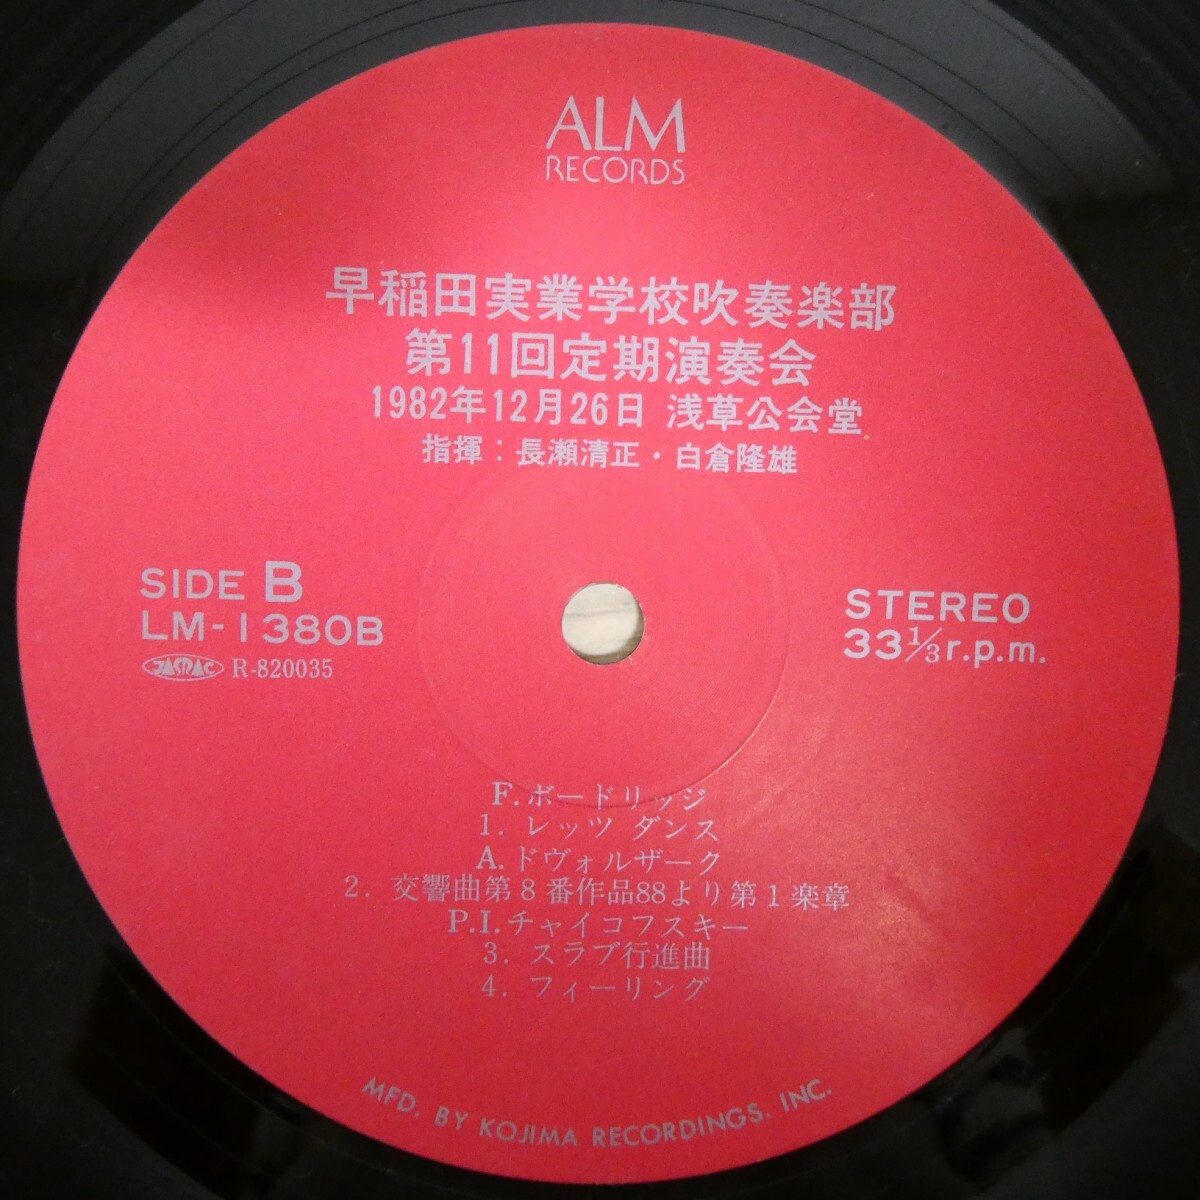 ALM
RECORDS
早稲田実業学校吹奏楽部
第11回定期演奏会
1982年12月26日 浅草公会堂
指揮：長瀬清正・白倉隆雄
SIDE B
LM-1380B
JASRAC R-820035
STEREO
33 1/3 r.p.m.
F.ボードリッジ
1. レッツ ダンス
A.ドヴォルザーク
2. 交響曲第8番作品88より第1楽章
P.I.チャイコフスキー
3. スラブ行進曲
4. フィーリング
MFD. BY KOJIMA RECORDINGS, INC.